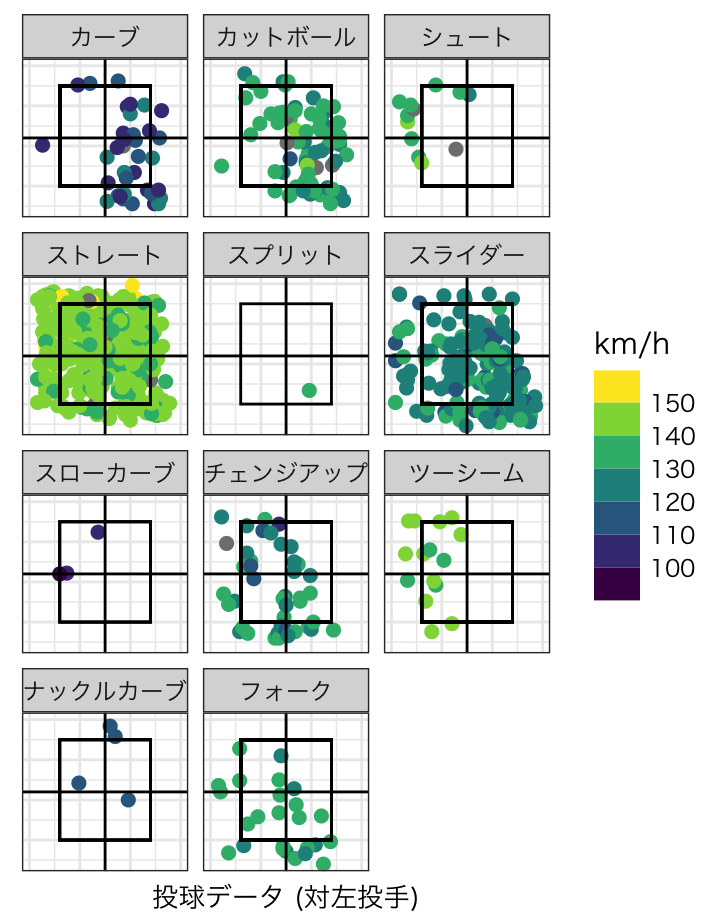 カーブ
カットボール
シュート
ストレート
スプリット
スライダー
スローカーブ
チェンジアップ
ツーシーム
ナックルカーブ
フォーク
km/h
150
140
130
120
110
100
投球データ (対左投手)